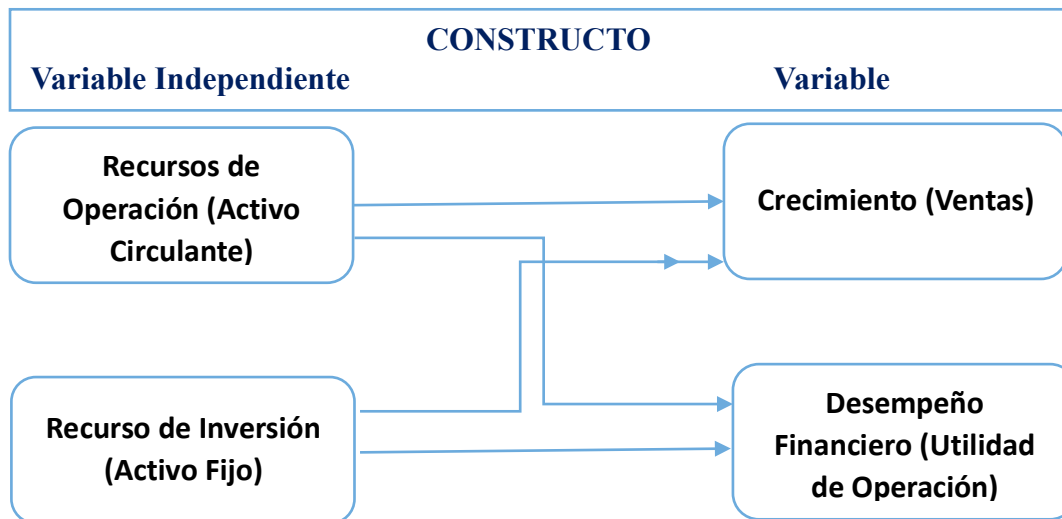 CONSTRUCTO
Variable Independiente
Variable
Recursos de
Operación (Activo
Circulante)
Crecimiento (Ventas)
Recurso de Inversión
(Activo Fijo)
Desempeño
Financiero (Utilidad
de Operación)